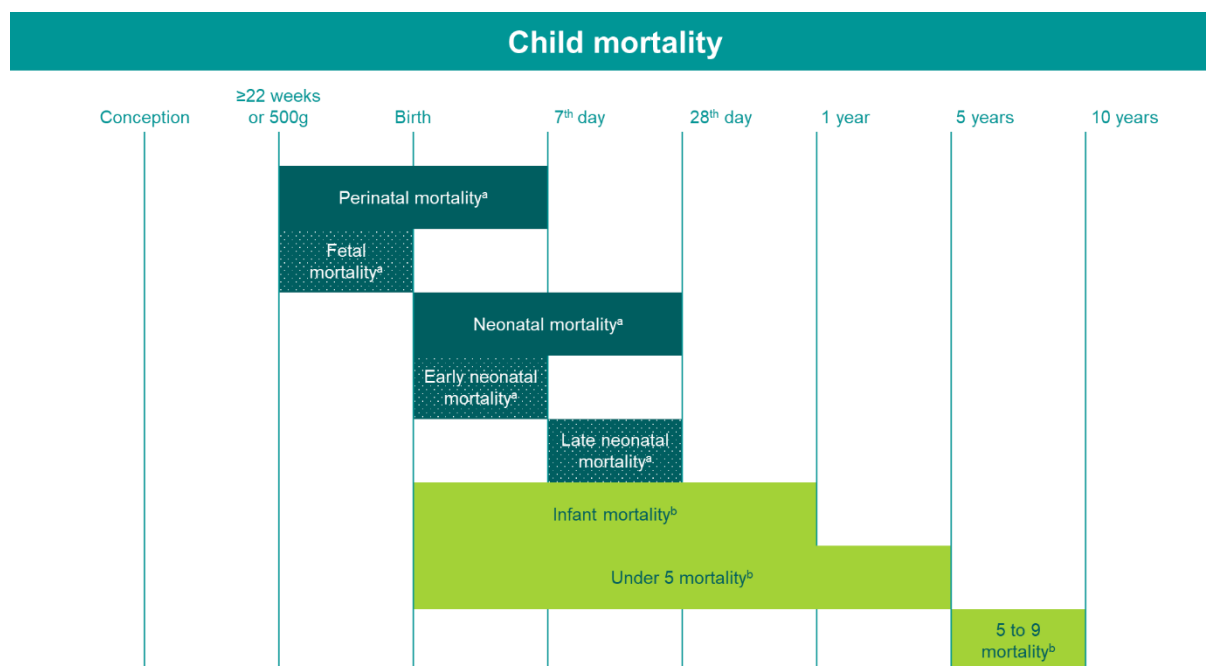 Child mortality
Conception
≥22 weeks
or 500g
Birth
7th day
28th day
1 year
5 years
10 years
Perinatal mortalityᵃ
Fetal
mortalityᵃ
Neonatal mortalityᵃ
Early neonatal
mortalityᵃ
Late neonatal
mortalityᵃ
Infant mortalityᵇ
Under 5 mortalityᵇ
5 to 9
mortalityᵇ